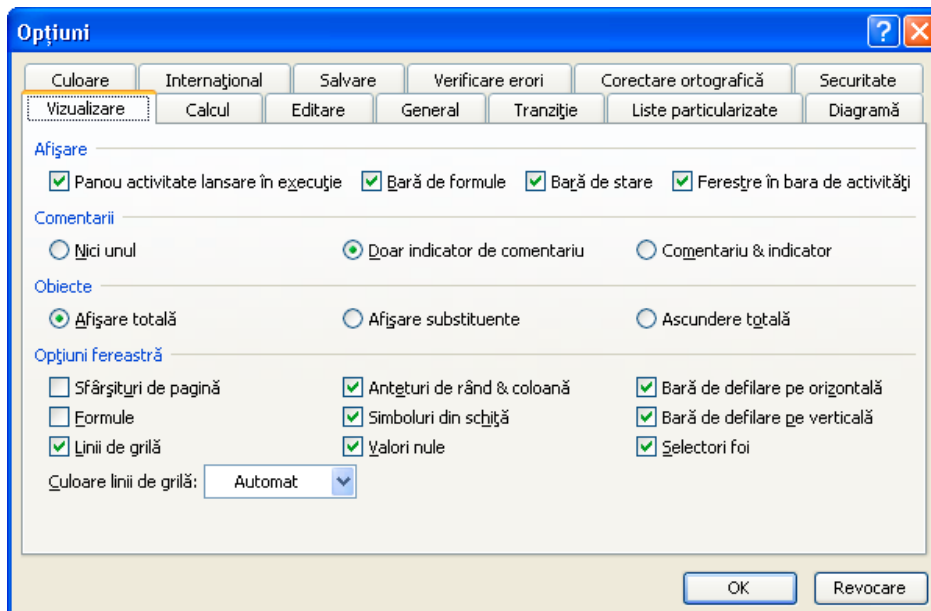 Opțiuni
Culoare Internaţional Salvare Verificare erori Corectare ortografică Securitate
Vizualizare Calcul Editare General Tranziţie Liste particularizate Diagramă
Afişare
Panou activitate lansare în execuţie Bară de formule Bară de stare Ferestre în bara de activităţi
Comentarii
Nici unul Doar indicator de comentariu Comentariu & indicator
Obiecte
Afişare totală Afişare substituente Ascundere totală
Opţiuni fereastră
Sfârşituri de pagină Anteturi de rând & coloană Bară de defilare pe orizontală
Formule Simboluri din schiţă Bară de defilare pe verticală
Linii de grilă Valori nule Selectori foi
Culoare linii de grilă: Automat
OK Revocare